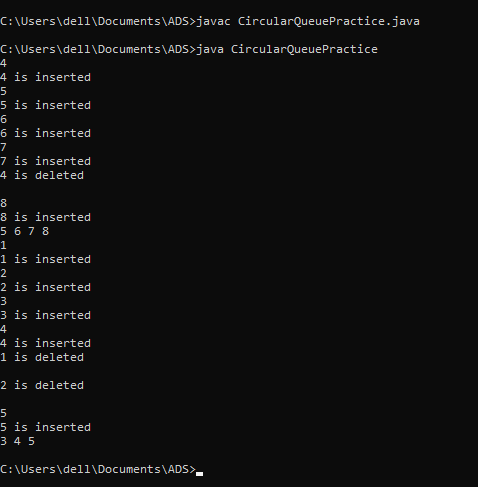 C:\Users\dell\Documents\ADS>javac CircularQueuePractice.java
C:\Users\dell\Documents\ADS>java CircularQueuePractice
4
4 is inserted
5
5 is inserted
6
6 is inserted
7
7 is inserted
4 is deleted
8
8 is inserted
5 6 7 8
1
1 is inserted
2
2 is inserted
3
3 is inserted
4
4 is inserted
1 is deleted
2 is deleted
5
5 is inserted
3 4 5
C:\Users\dell\Documents\ADS>